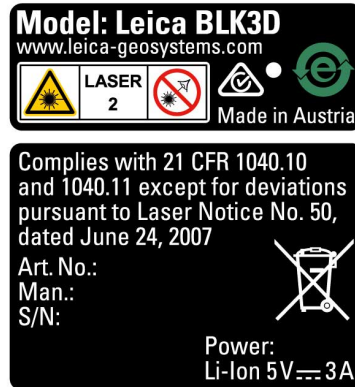 Model: Leica BLK3D
www.leica-geosystems.com
LASER
2
Made in Austria
Complies with 21 CFR 1040.10
and 1040.11 except for deviations
pursuant to Laser Notice No. 50,
dated June 24, 2007
Art. No.:
Man.:
S/N:
Power:
Li-Ion 5V⎓3A